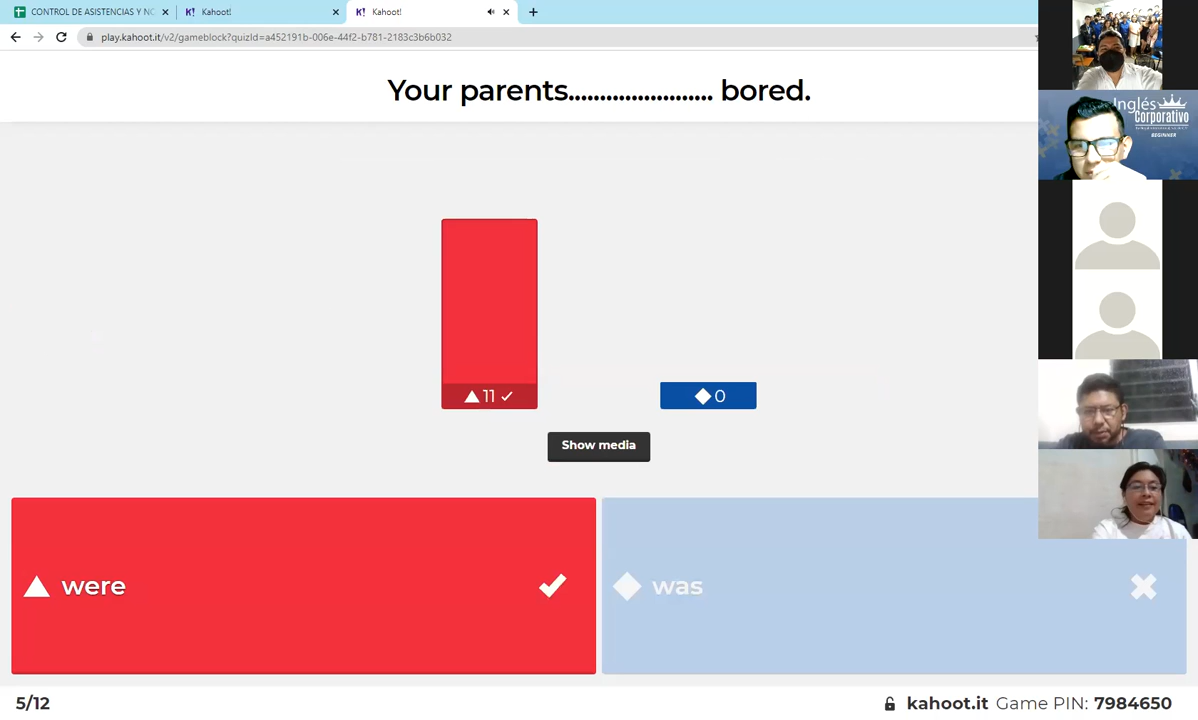 CONTROL DE ASISTENCIAS Y NO
Kahoot!
Kahoot!
play.kahoot.it/v2/gameblock?quizId=a452191b-006e-44f2-b781-2183c3b6b032
Your parents....................... bored.
Inglés
Corporativo
BEGINNER
11
0
Show media
were
was
5/12
kahoot.it Game PIN: 7984650